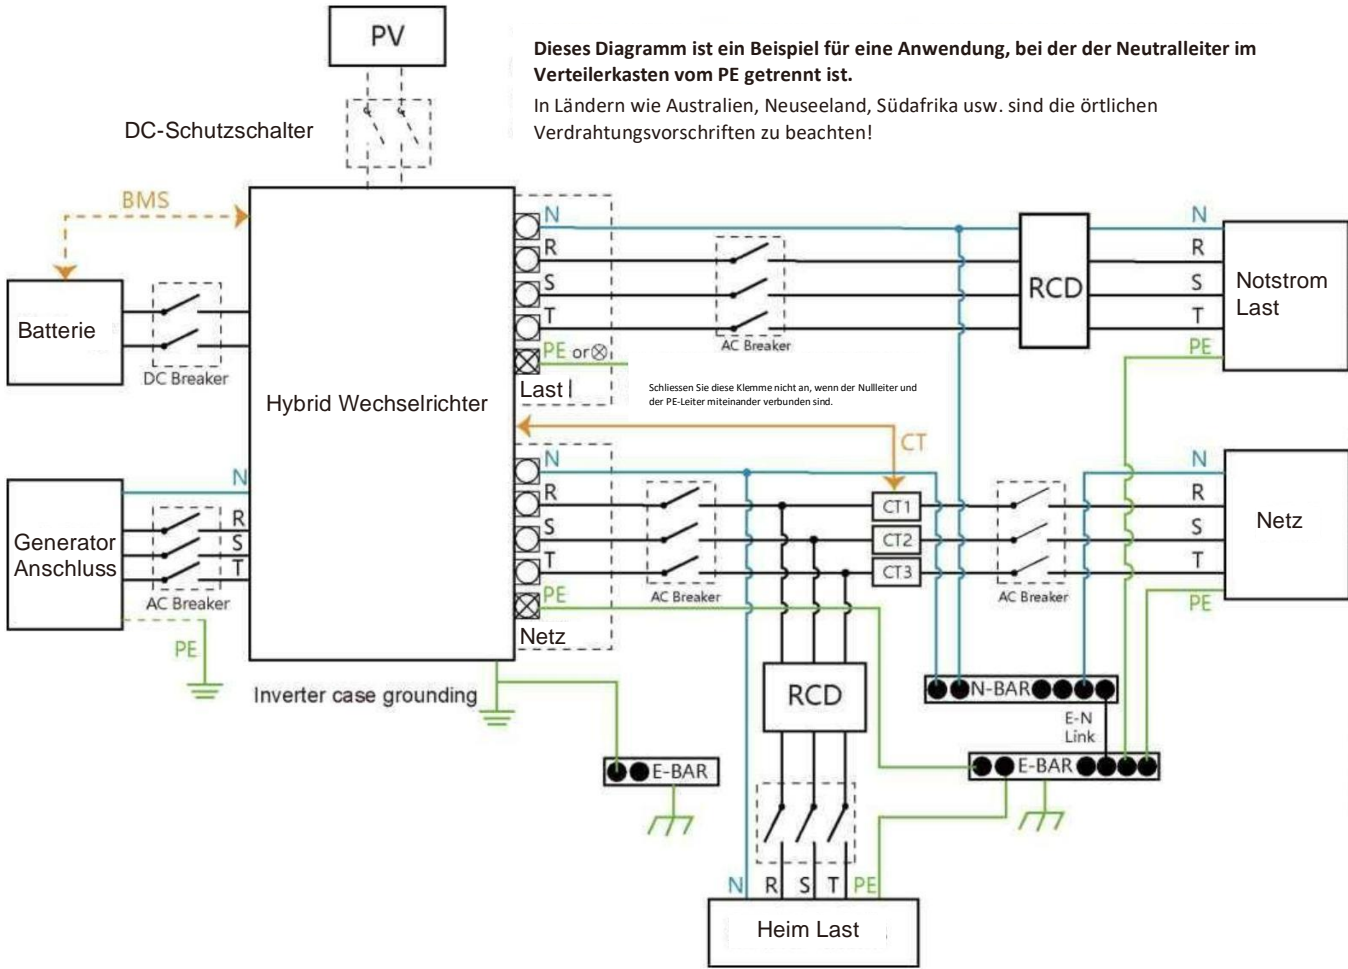 PV
Dieses Diagramm ist ein Beispiel für eine Anwendung, bei der der Neutralleiter im
Verteilerkasten vom PE getrennt ist.
In Ländern wie Australien, Neuseeland, Südafrika usw. sind die örtlichen
Verdrahtungsvorschriften zu beachten!
DC-Schutzschalter
BMS
Batterie
DC Breaker
Hybrid Wechselrichter
N
R
S
T
PE or⊗
Last
AC Breaker
RCD
N
R
S
T
PE
Notstrom
Last
Schliessen Sie diese Klemme nicht an, wenn der Nullleiter und
der PE-Leiter miteinander verbunden sind.
CT
Generator
Anschluss
N
R
S
T
AC Breaker
PE
N
R
S
T
PE
Netz
AC Breaker
CT1
CT2
CT3
AC Breaker
N
R
S
T
PE
Netz
Inverter case grounding
RCD
N-BAR
E-N
Link
E-BAR
E-BAR
N R S T PE
Heim Last